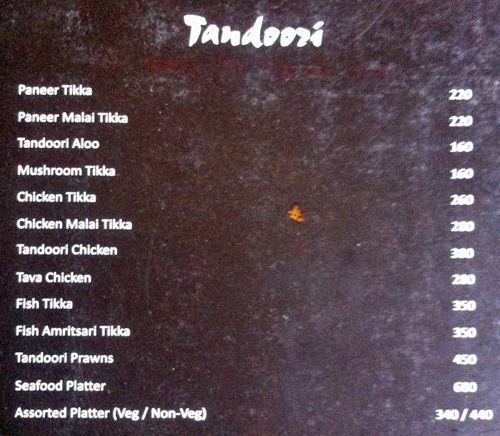 Tandoori
Paneer Tikka 220
Paneer Malai Tikka 220
Tandoori Aloo 160
Mushroom Tikka 160
Chicken Tikka 260
Chicken Malai Tikka 280
Tandoori Chicken 380
Tava Chicken 280
Fish Tikka 350
Fish Amritsari Tikka 350
Tandoori Prawns 450
Seafood Platter 680
Assorted Platter (Veg / Non-Veg) 340 / 440